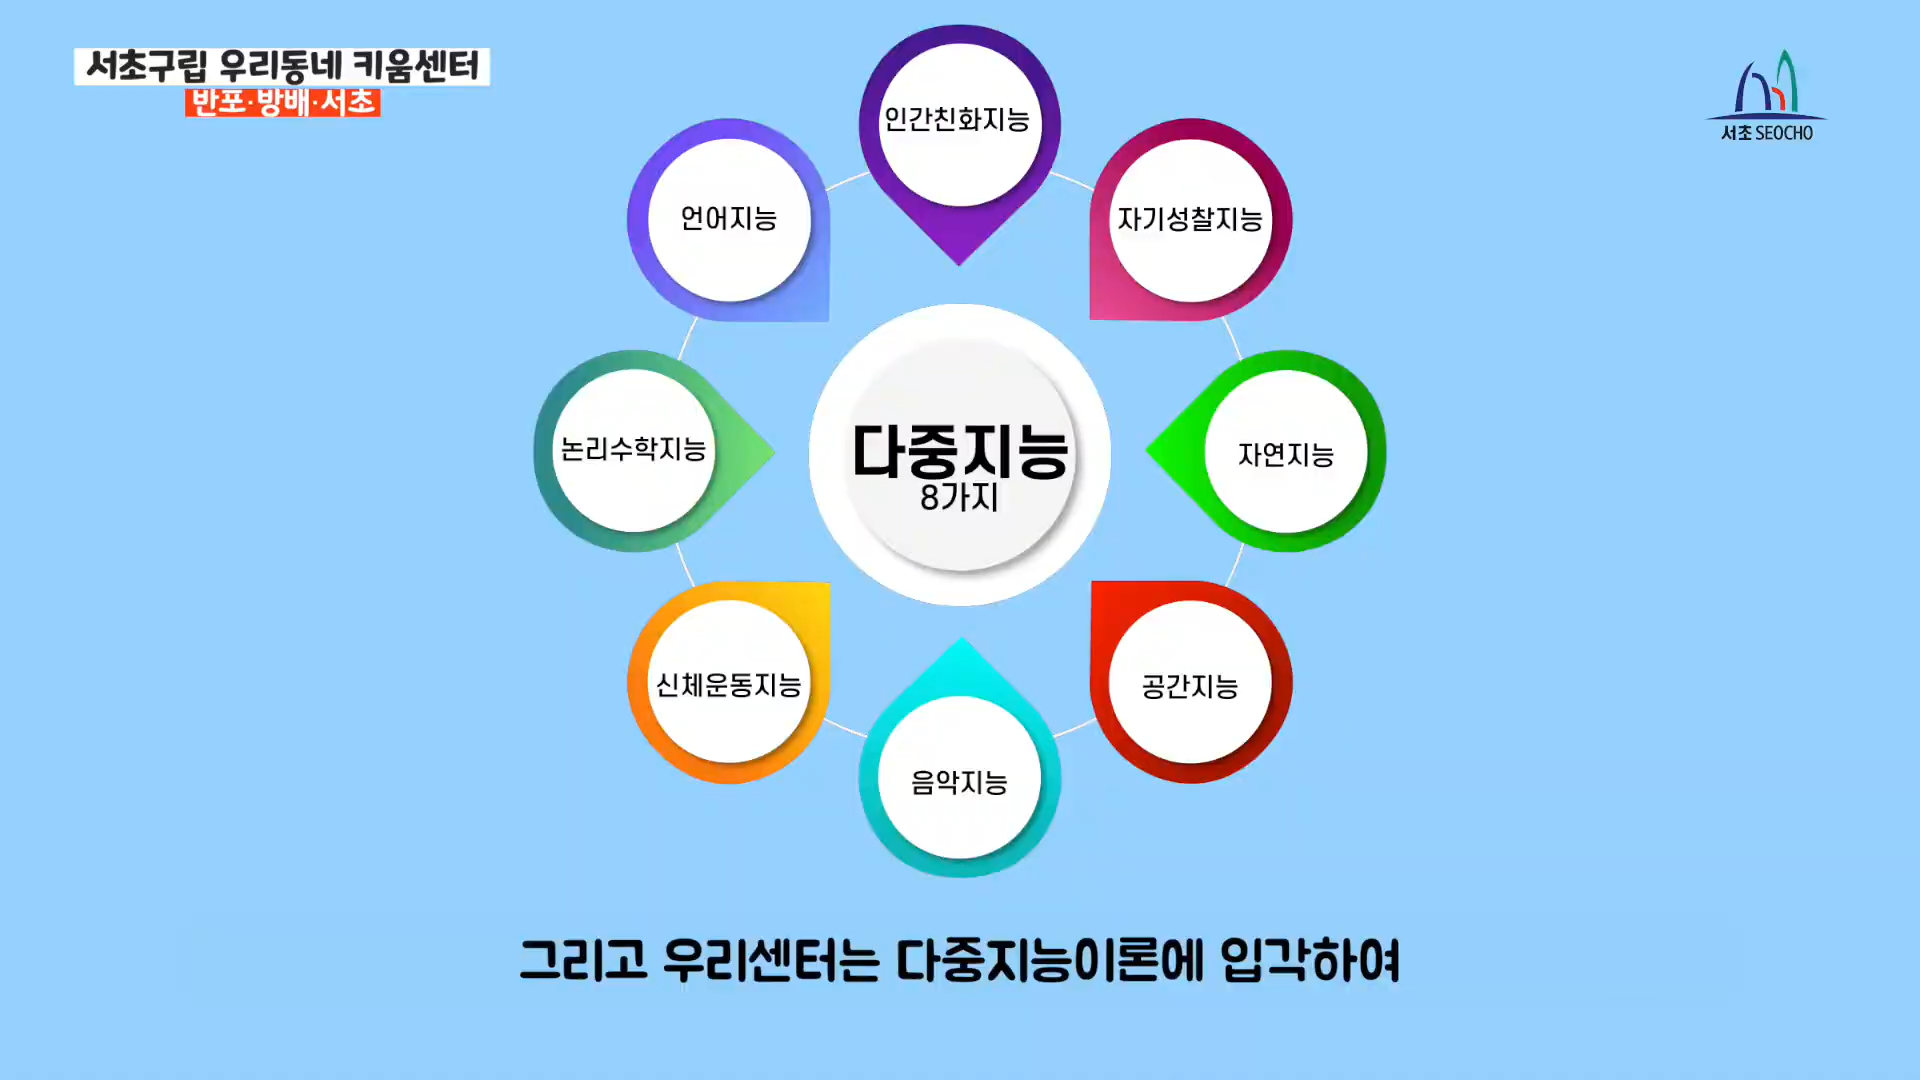 서초구립 우리동네 키움센터
반포·방배·서초
서초 SEOCHO
인간친화지능
언어지능
자기성찰지능
논리수학지능
다중지능
8가지
자연지능
신체운동지능
공간지능
음악지능
그리고 우리센터는 다중지능이론에 입각하여